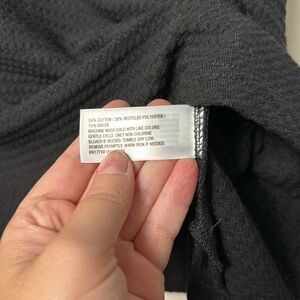 COTTON / 30% RECYCLED POLYESTER /
RAYON
MACHINE WASH COLD WITH LIKE COLORS.
GENTLE CYCLE. ONLY NON-CHLORINE
BLEACH IF NEEDED. TUMBLE DRY LOW.
REMOVE PROMPTLY. WARM IRON IF NEEDED.